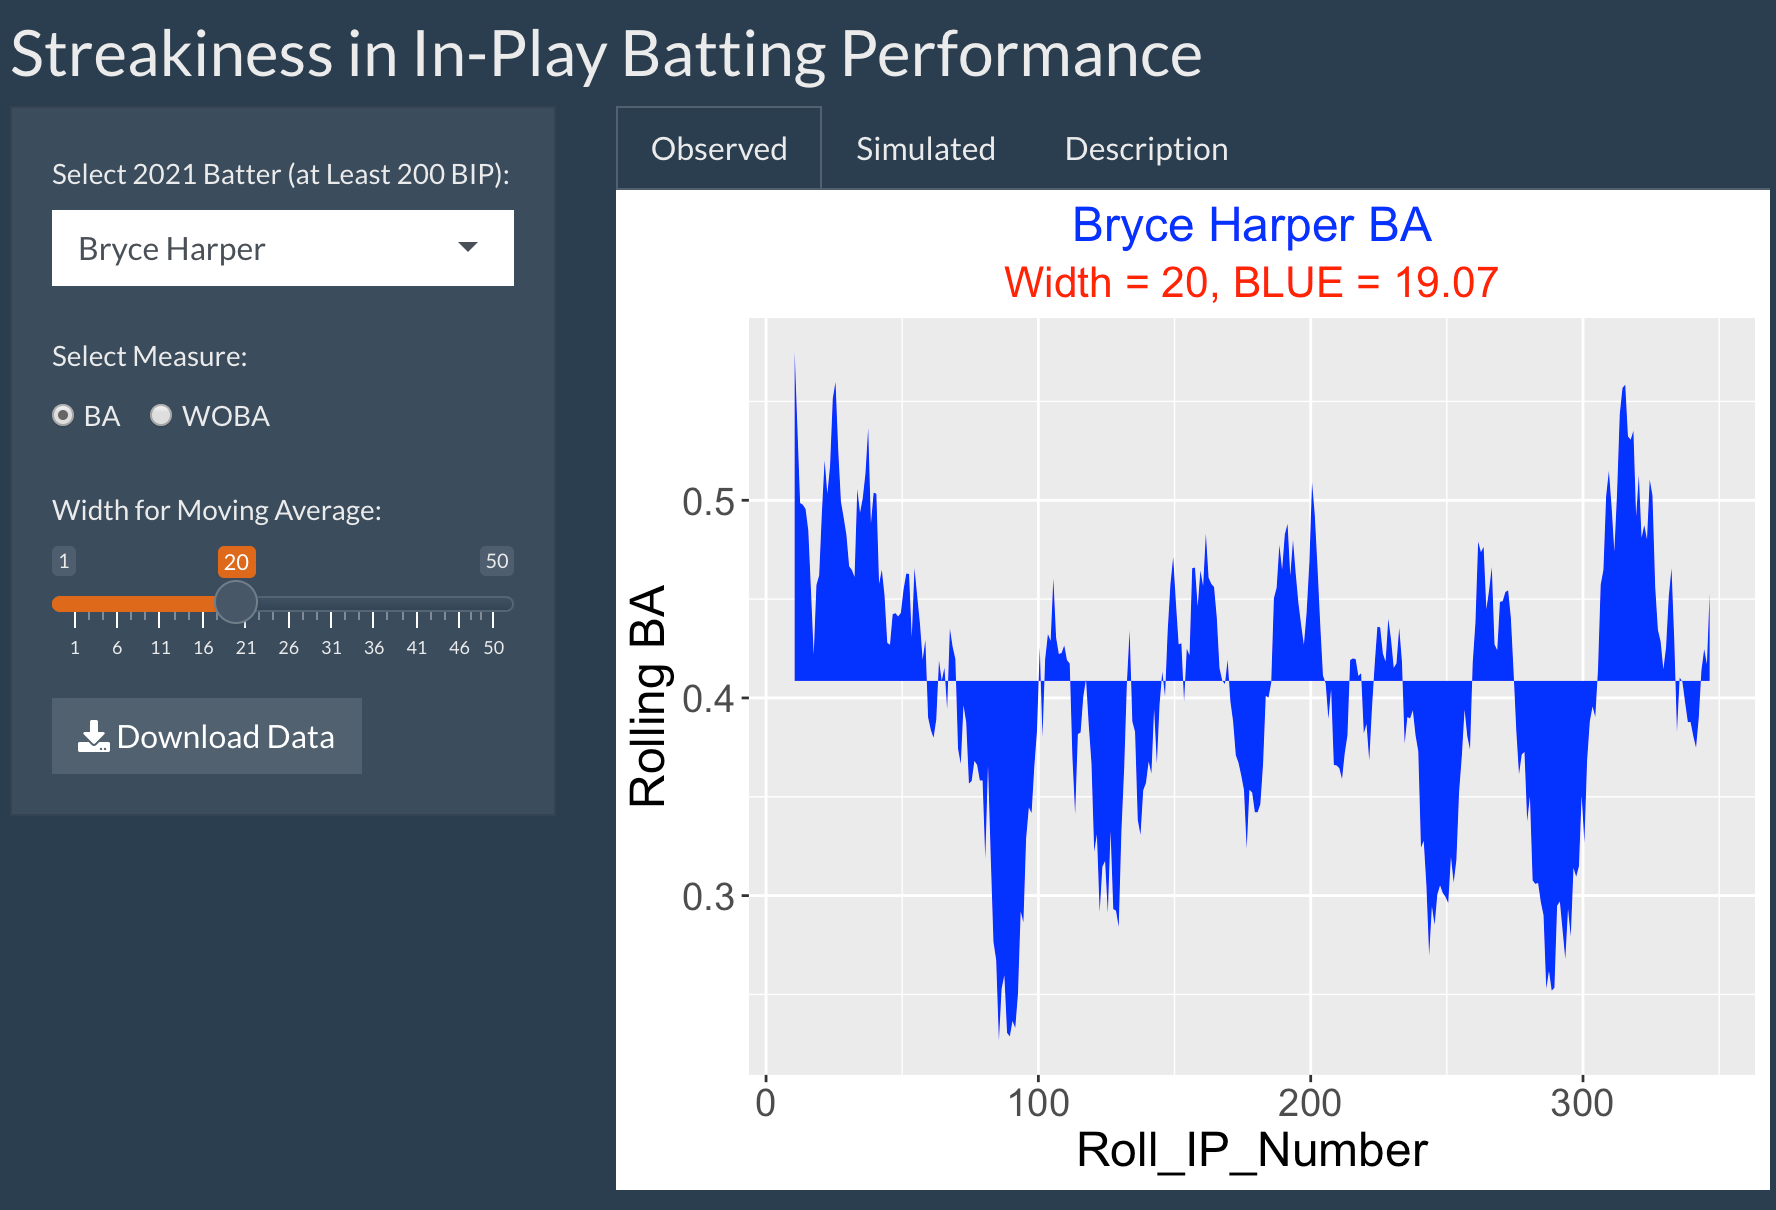 Streakiness in In-Play Batting Performance
Select 2021 Batter (at Least 200 BIP):
Bryce Harper
Select Measure:
BA WOBA
Width for Moving Average:
1 20 50
1 6 11 16 21 26 31 36 41 46 50
Download Data
Observed Simulated Description
Bryce Harper BA
Width = 20, BLUE = 19.07
Rolling BA
0.5
0.4
0.3
0 100 200 300
Roll_IP_Number